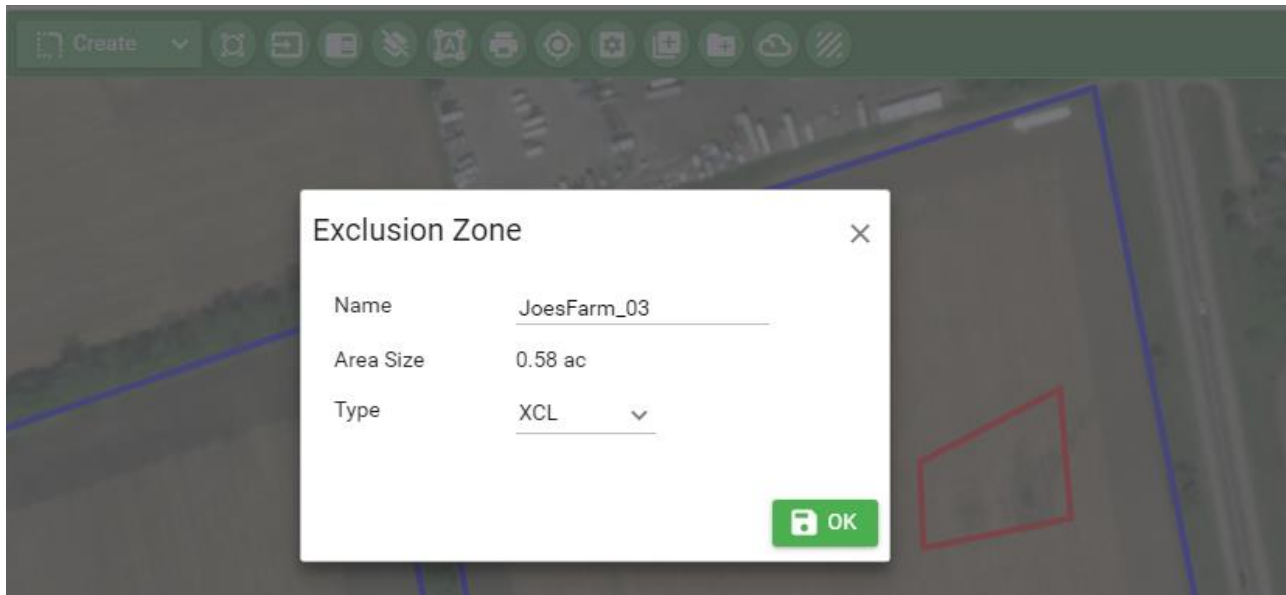 Create
Exclusion Zone
Name JoesFarm_03
Area Size 0.58 ac
Type XCL
OK